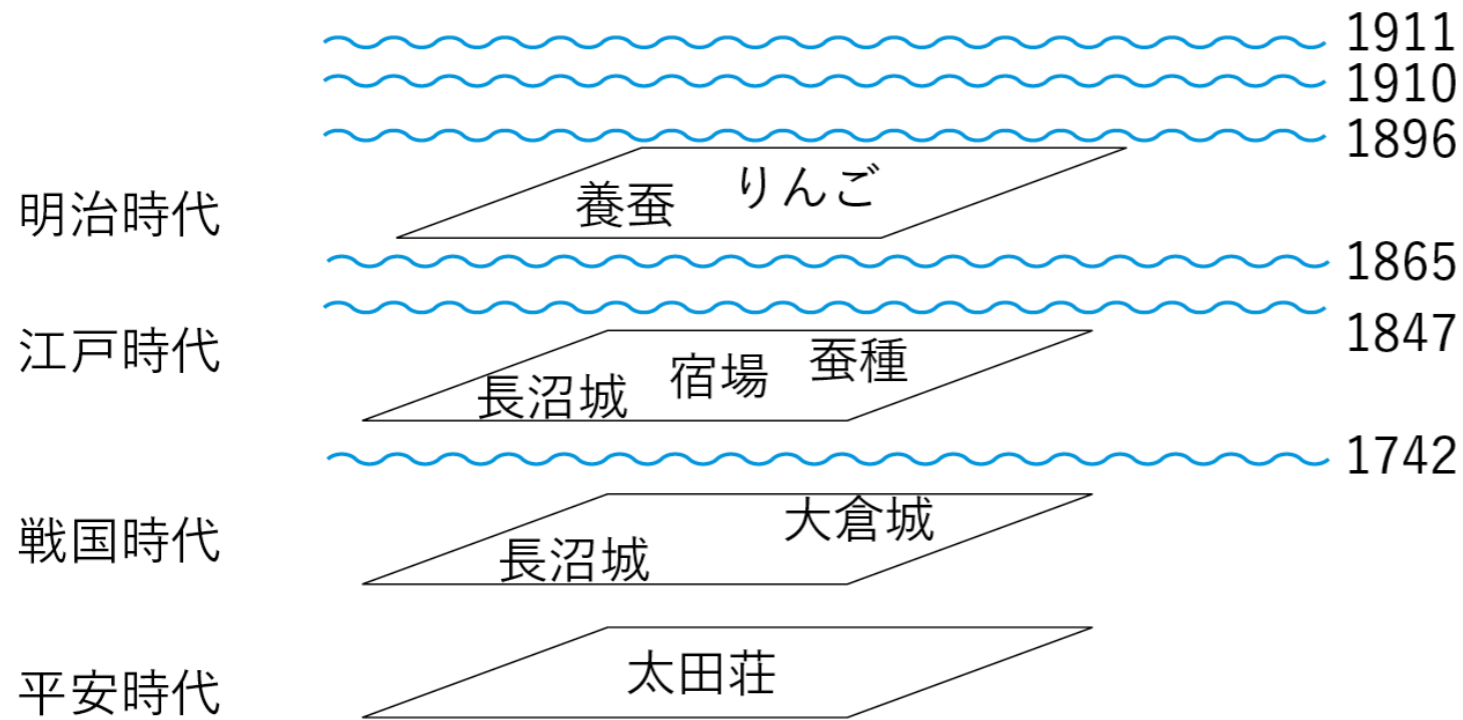 1911
1910
1896
明治時代
養蚕
りんご
1865
1847
江戸時代
長沼城
宿場
蚕種
1742
戦国時代
長沼城
大倉城
平安時代
太田荘